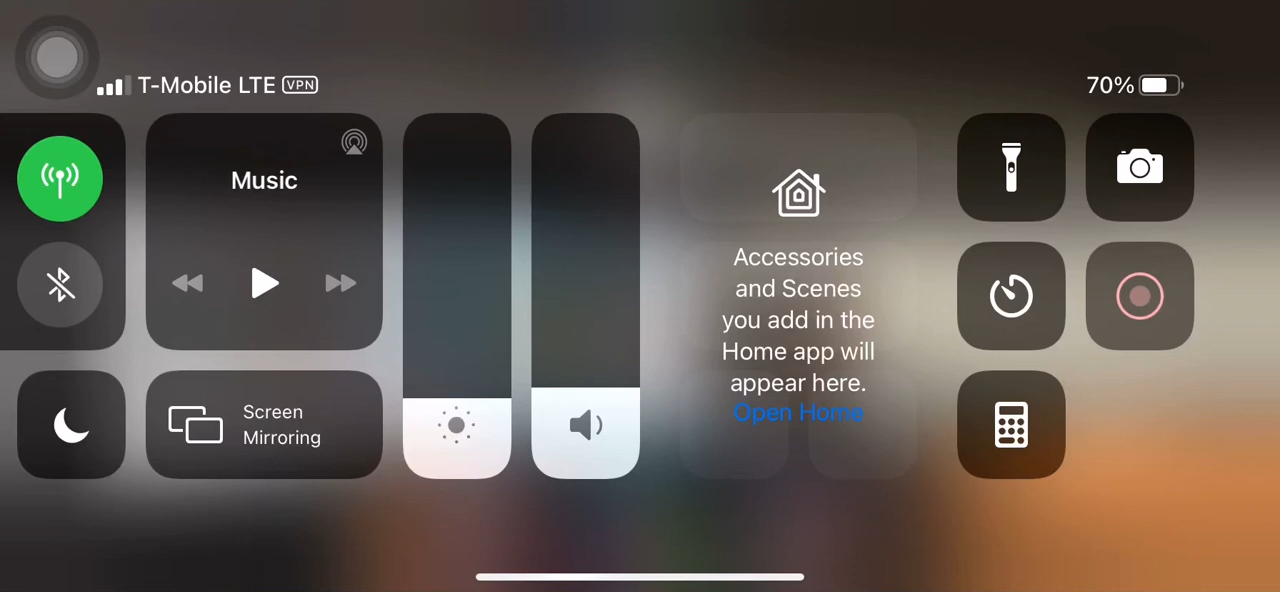 T-Mobile LTE VPN
70%
Music
Screen
Mirroring
Accessories
and Scenes
you add in the
Home app will
appear here.
Open Home